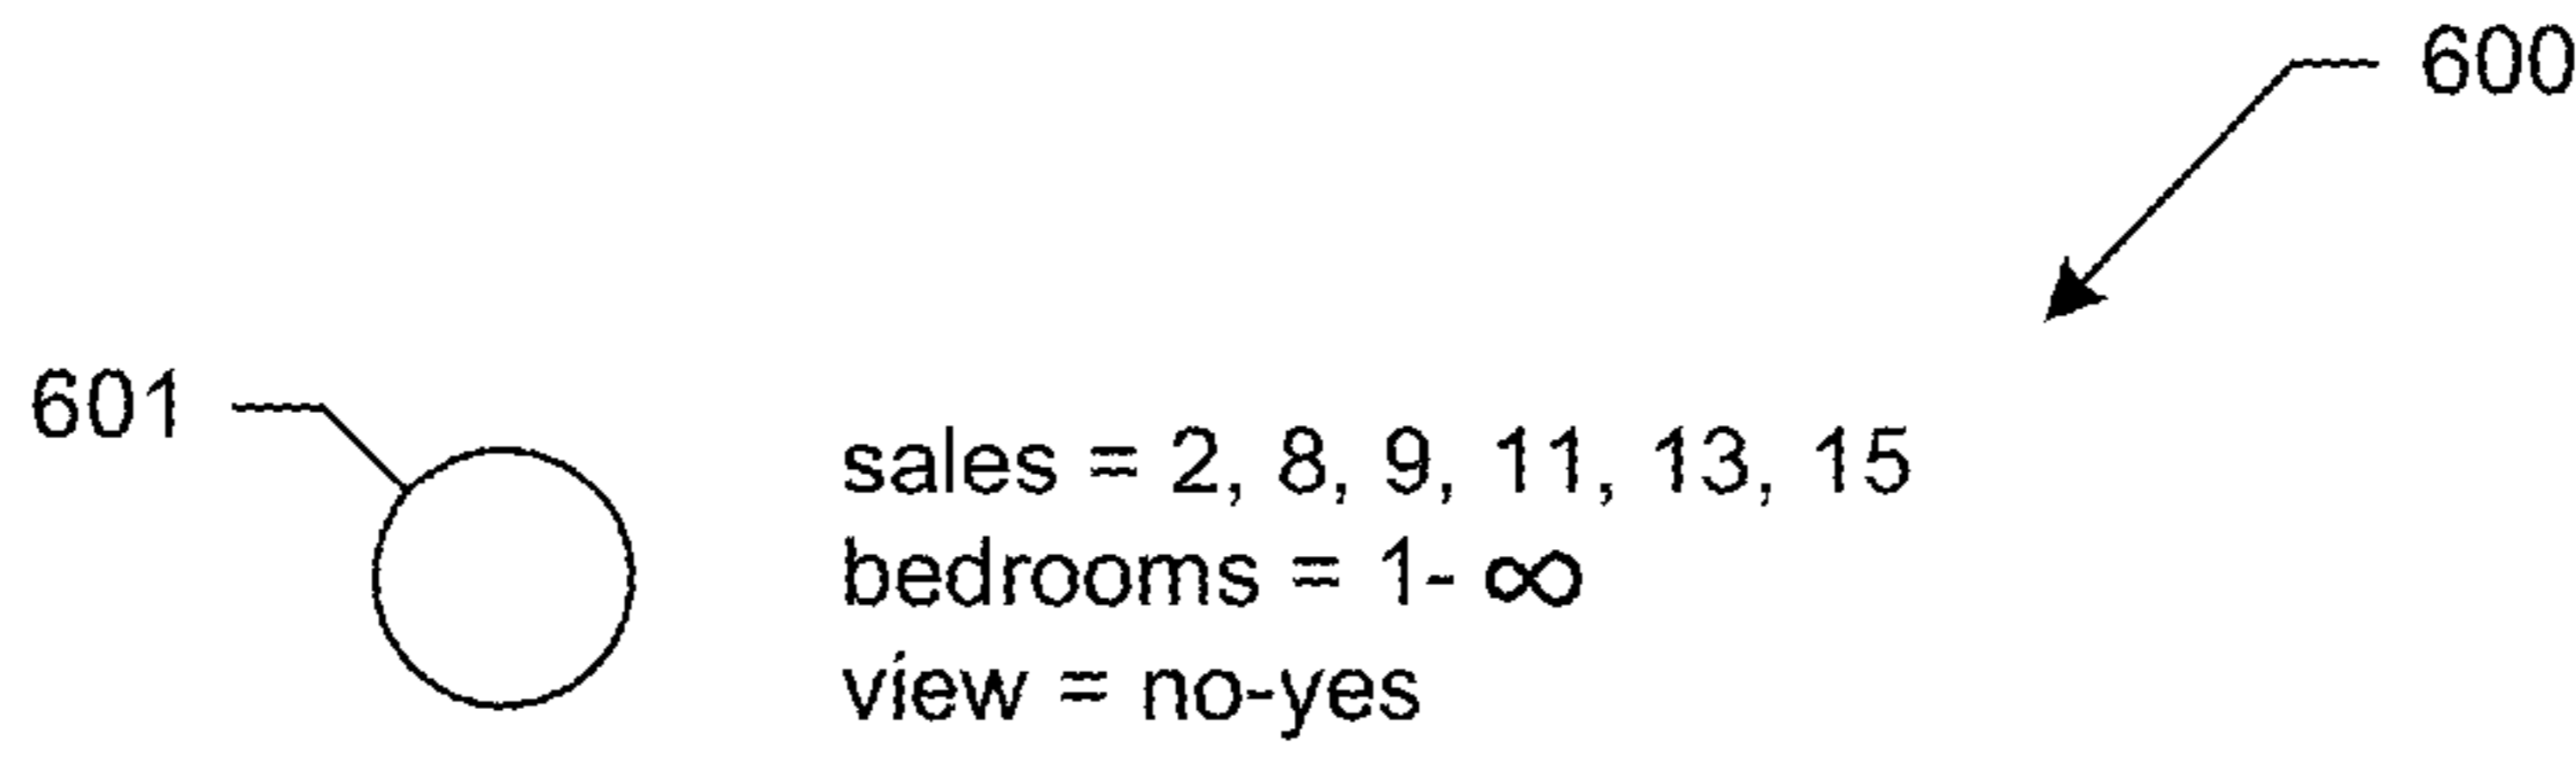 600
601
sales = 2, 8, 9, 11, 13, 15
bedrooms = 1- ∞
view = no-yes